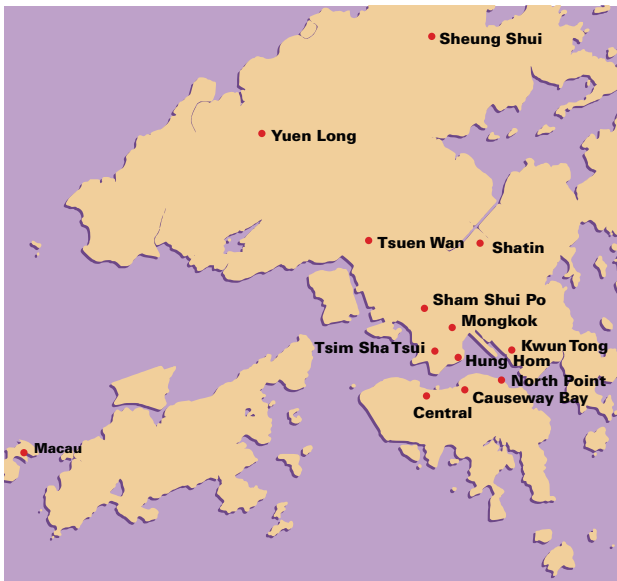 Sheung Shui
Yuen Long
Tsuen Wan
Shatin
Sham Shui Po
Mongkok
Tsim Sha Tsui
Kwun Tong
Hung Hom
North Point
Causeway Bay
Central
Macau